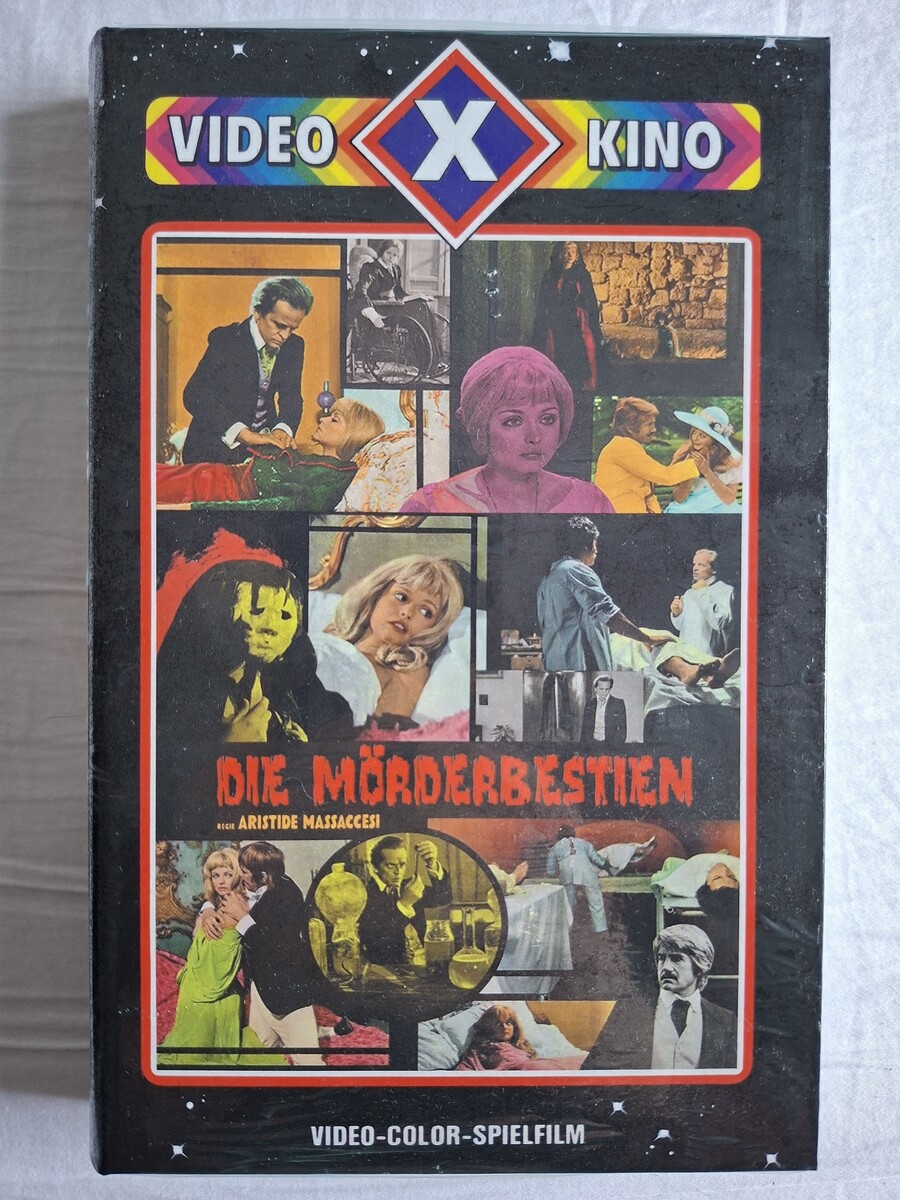 VIDEO X KINO
DIE MÖRDERBESTIEN
REGIE ARISTIDE MASSACCESI
VIDEO-COLOR-SPIELFILM